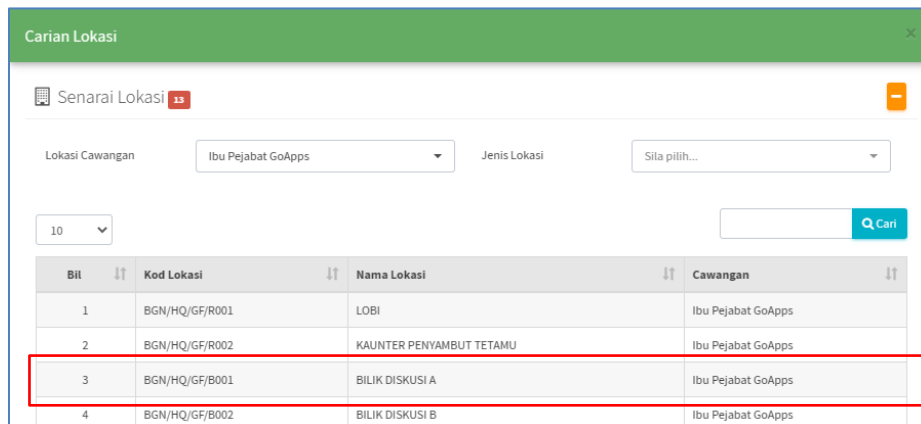 Carian Lokasi ×
Senarai Lokasi 13
Lokasi Cawangan Ibu Pejabat GoApps Jenis Lokasi Sila pilih...
10 Cari
Bil Kod Lokasi Nama Lokasi Cawangan
1 BGN/HQ/GF/R001 LOBI Ibu Pejabat GoApps
2 BGN/HQ/GF/R002 KAUNTER PENYAMBUT TETAMU Ibu Pejabat GoApps
3 BGN/HQ/GF/B001 BILIK DISKUSI A Ibu Pejabat GoApps
4 BGN/HQ/GF/B002 BILIK DISKUSI B Ibu Pejabat GoApps